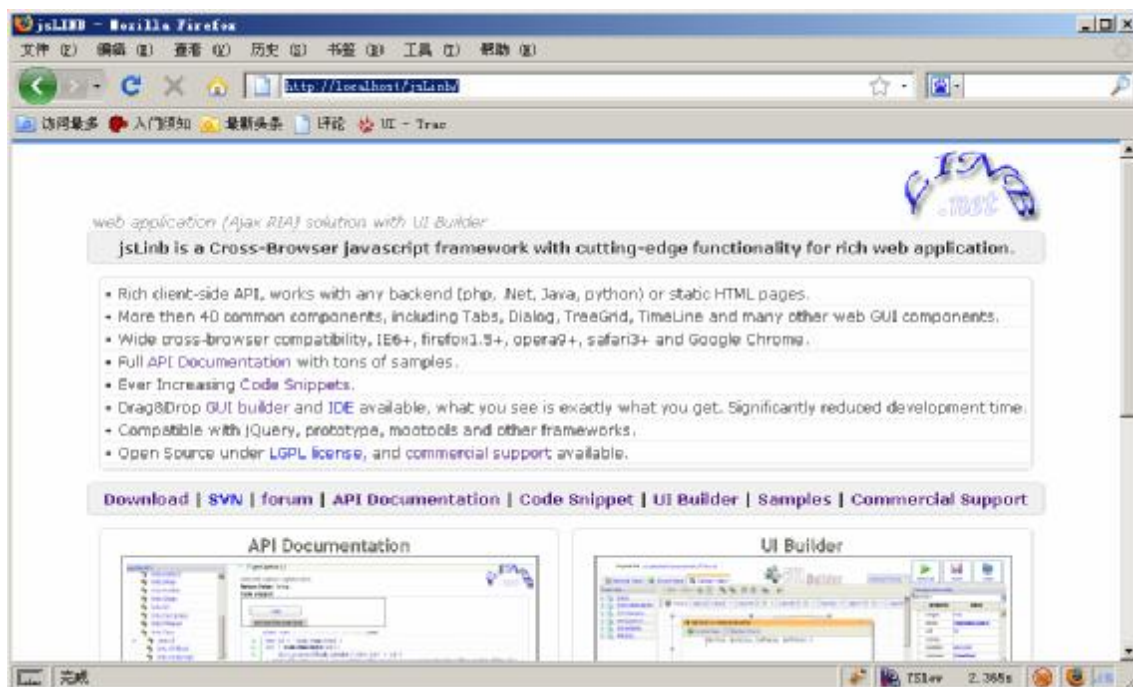 jsLINB - Mozilla Firefox
文件 (F) 编辑 (E) 查看 (V) 历史 (S) 书签 (B) 工具 (T) 帮助 (H)
http://localhost/jsLinb/
访问最多 入门须知 最新头条 评论 UI - Trac
LINB
.net
web application (Ajax RIA) solution with UI Builder
jsLinb is a Cross-Browser javascript framework with cutting-edge functionality for rich web application.
• Rich client-side API, works with any backend (php, .Net, Java, python) or static HTML pages.
• More then 40 common components, including Tabs, Dialog, TreeGrid, TimeLine and many other web GUI components.
• Wide cross-browser compatibility, IE6+, firefox1.5+, opera9+, safari3+ and Google Chrome.
• Full API Documentation with tons of samples.
• Ever Increasing Code Snippets.
• Drag&Drop GUI builder and IDE available, what you see is exactly what you get. Significantly reduced development time.
• Compatible with jQuery, prototype, mootools and other frameworks.
• Open Source under LGPL license, and commercial support available.
Download | SVN | forum | API Documentation | Code Snippet | UI Builder | Samples | Commercial Support
API Documentation UI Builder
Builder
完成 YSlow 2.365s